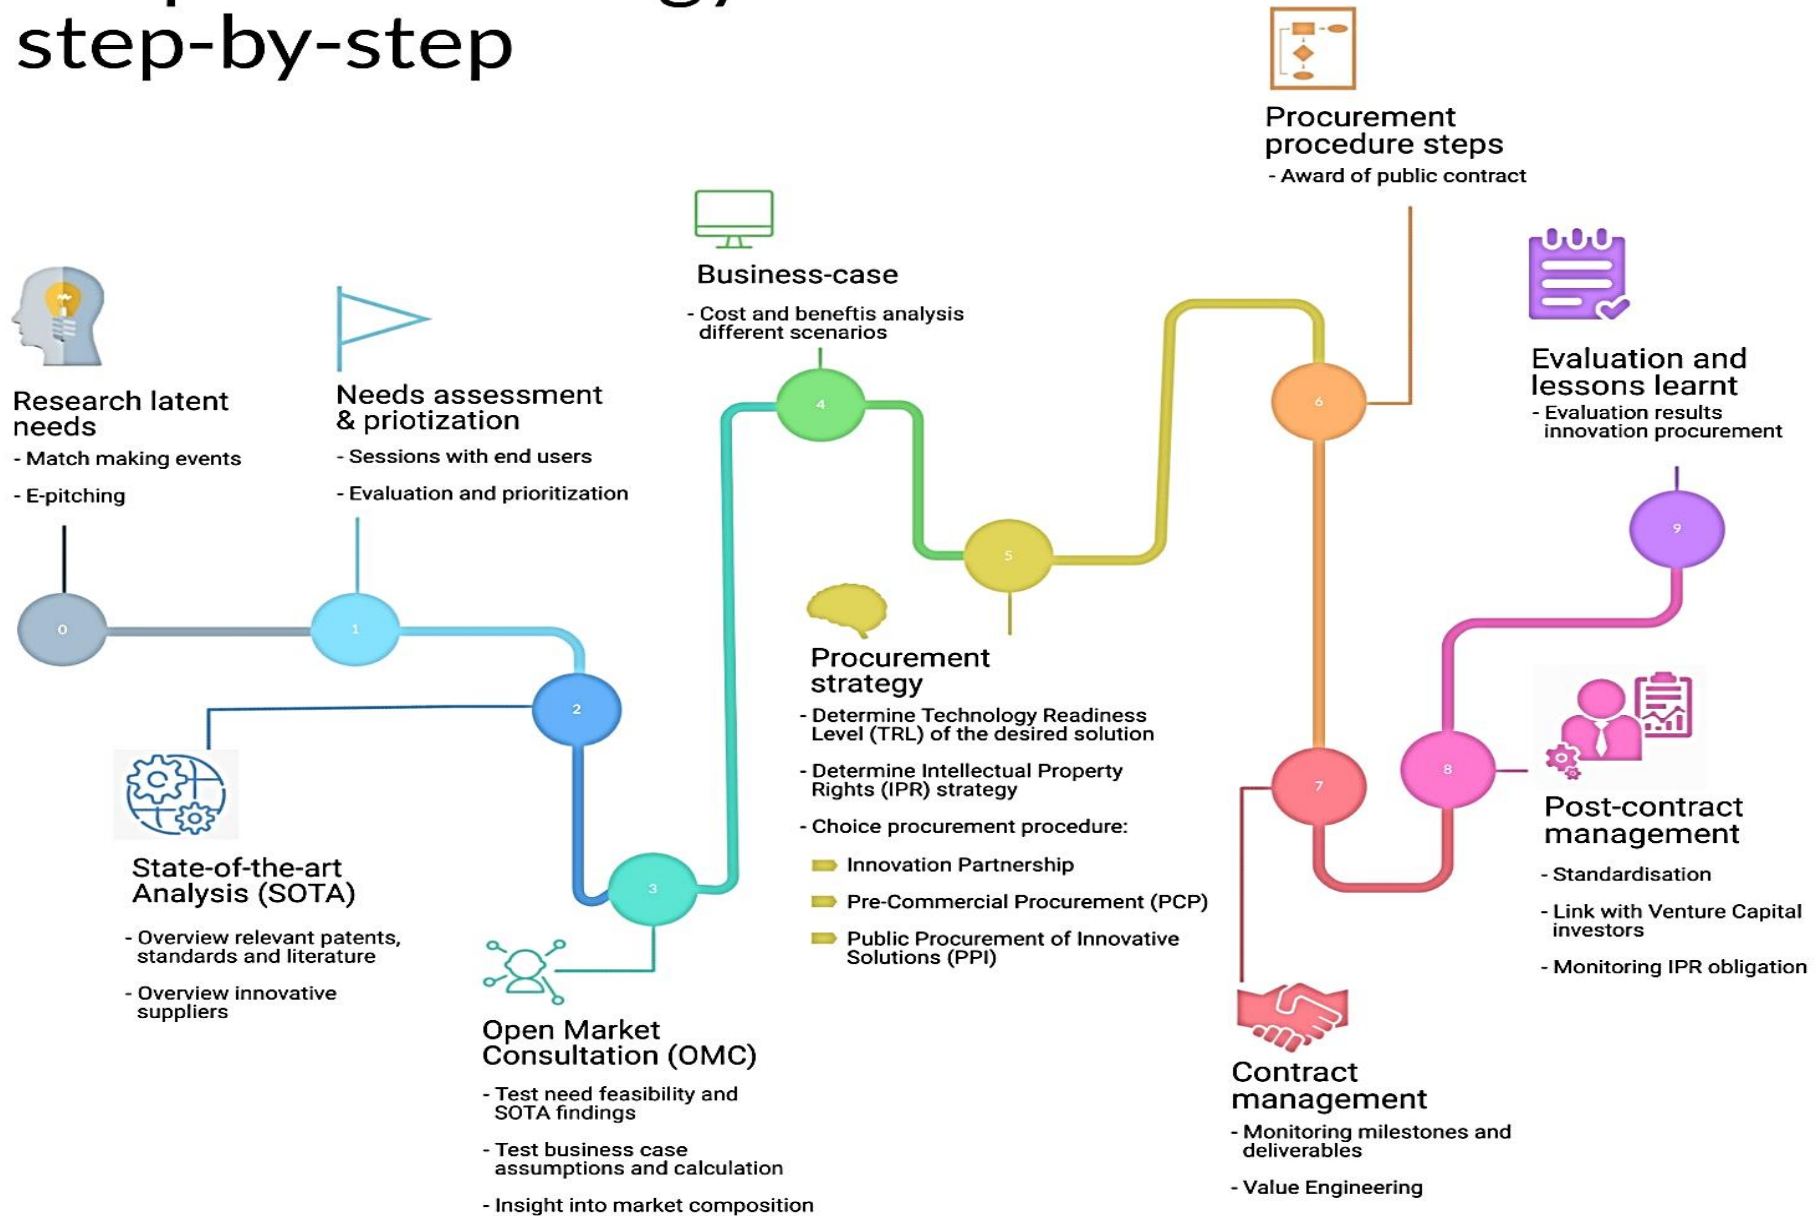 step-by-step
0
Research latent
needs
- Match making events
- E-pitching
1
Needs assessment
& priotization
- Sessions with end users
- Evaluation and prioritization
2
State-of-the-art
Analysis (SOTA)
- Overview relevant patents,
standards and literature
- Overview innovative
suppliers
3
Open Market
Consultation (OMC)
- Test need feasibility and
SOTA findings
- Test business case
assumptions and calculation
- Insight into market composition
4
Business-case
- Cost and beneftis analysis
different scenarios
5
Procurement
strategy
- Determine Technology Readiness
Level (TRL) of the desired solution
- Determine Intellectual Property
Rights (IPR) strategy
- Choice procurement procedure:
Innovation Partnership
Pre-Commercial Procurement (PCP)
Public Procurement of Innovative
Solutions (PPI)
6
Procurement
procedure steps
- Award of public contract
7
Contract
management
- Monitoring milestones and
deliverables
- Value Engineering
8
Post-contract
management
- Standardisation
- Link with Venture Capital
investors
- Monitoring IPR obligation
9
Evaluation and
lessons learnt
- Evaluation results
innovation procurement